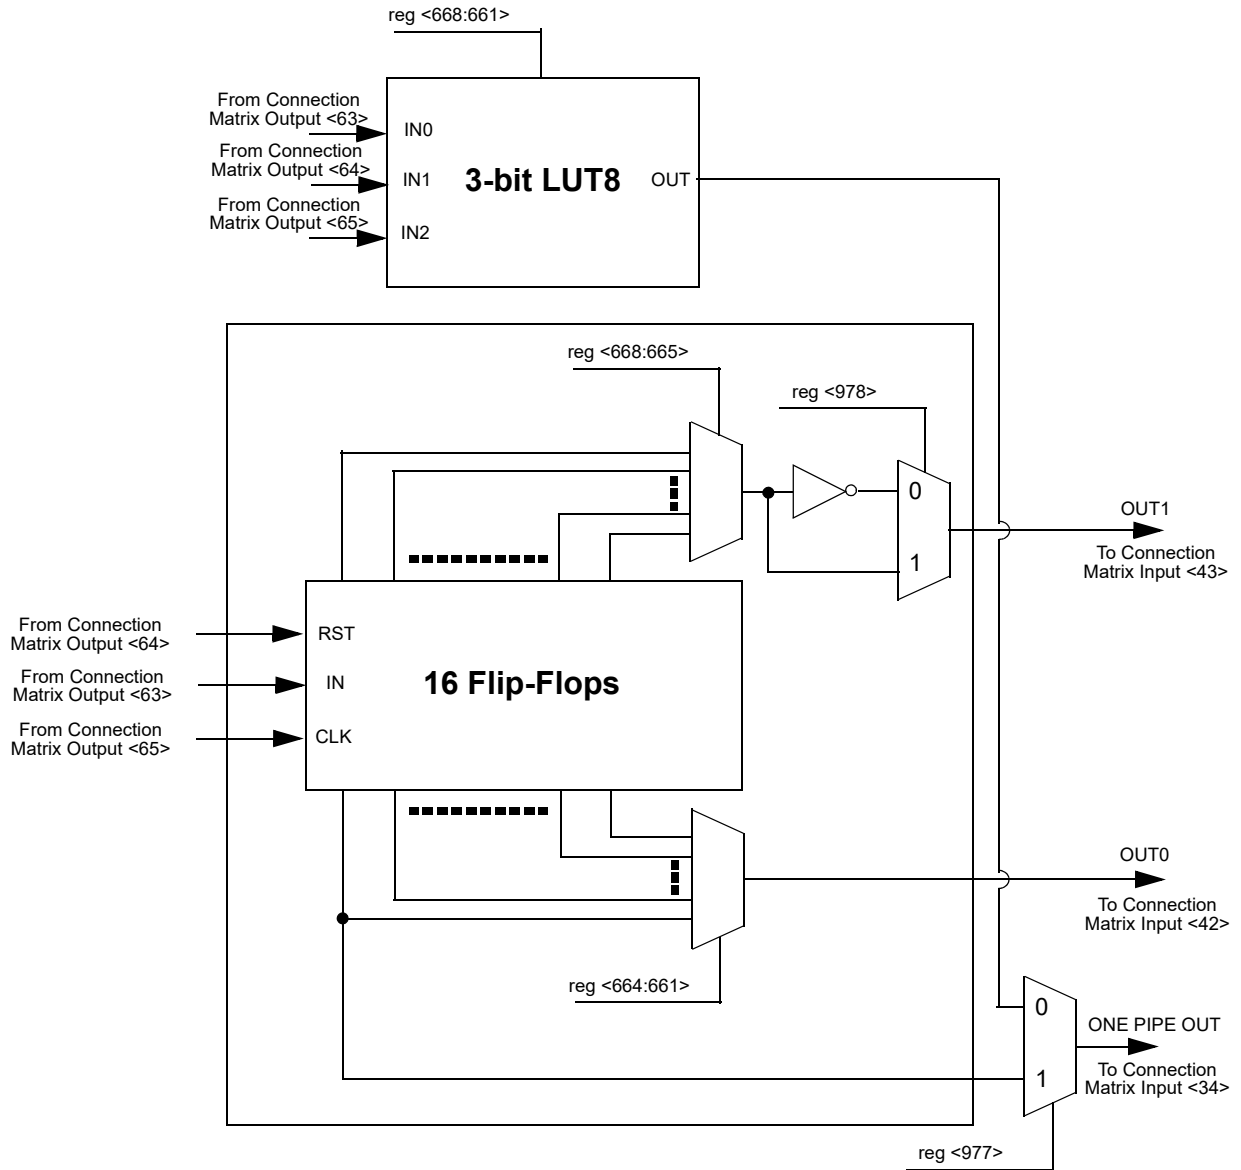 reg <668:661>
From Connection
Matrix Output <63>
IN0
From Connection
Matrix Output <64>
IN1
3-bit LUT8
OUT
From Connection
Matrix Output <65>
IN2
reg <668:665>
reg <978>
0
1
OUT1
To Connection
Matrix Input <43>
From Connection
Matrix Output <64>
RST
From Connection
Matrix Output <63>
IN
16 Flip-Flops
From Connection
Matrix Output <65>
CLK
OUT0
To Connection
Matrix Input <42>
reg <664:661>
0
1
ONE PIPE OUT
To Connection
Matrix Input <34>
reg <977>